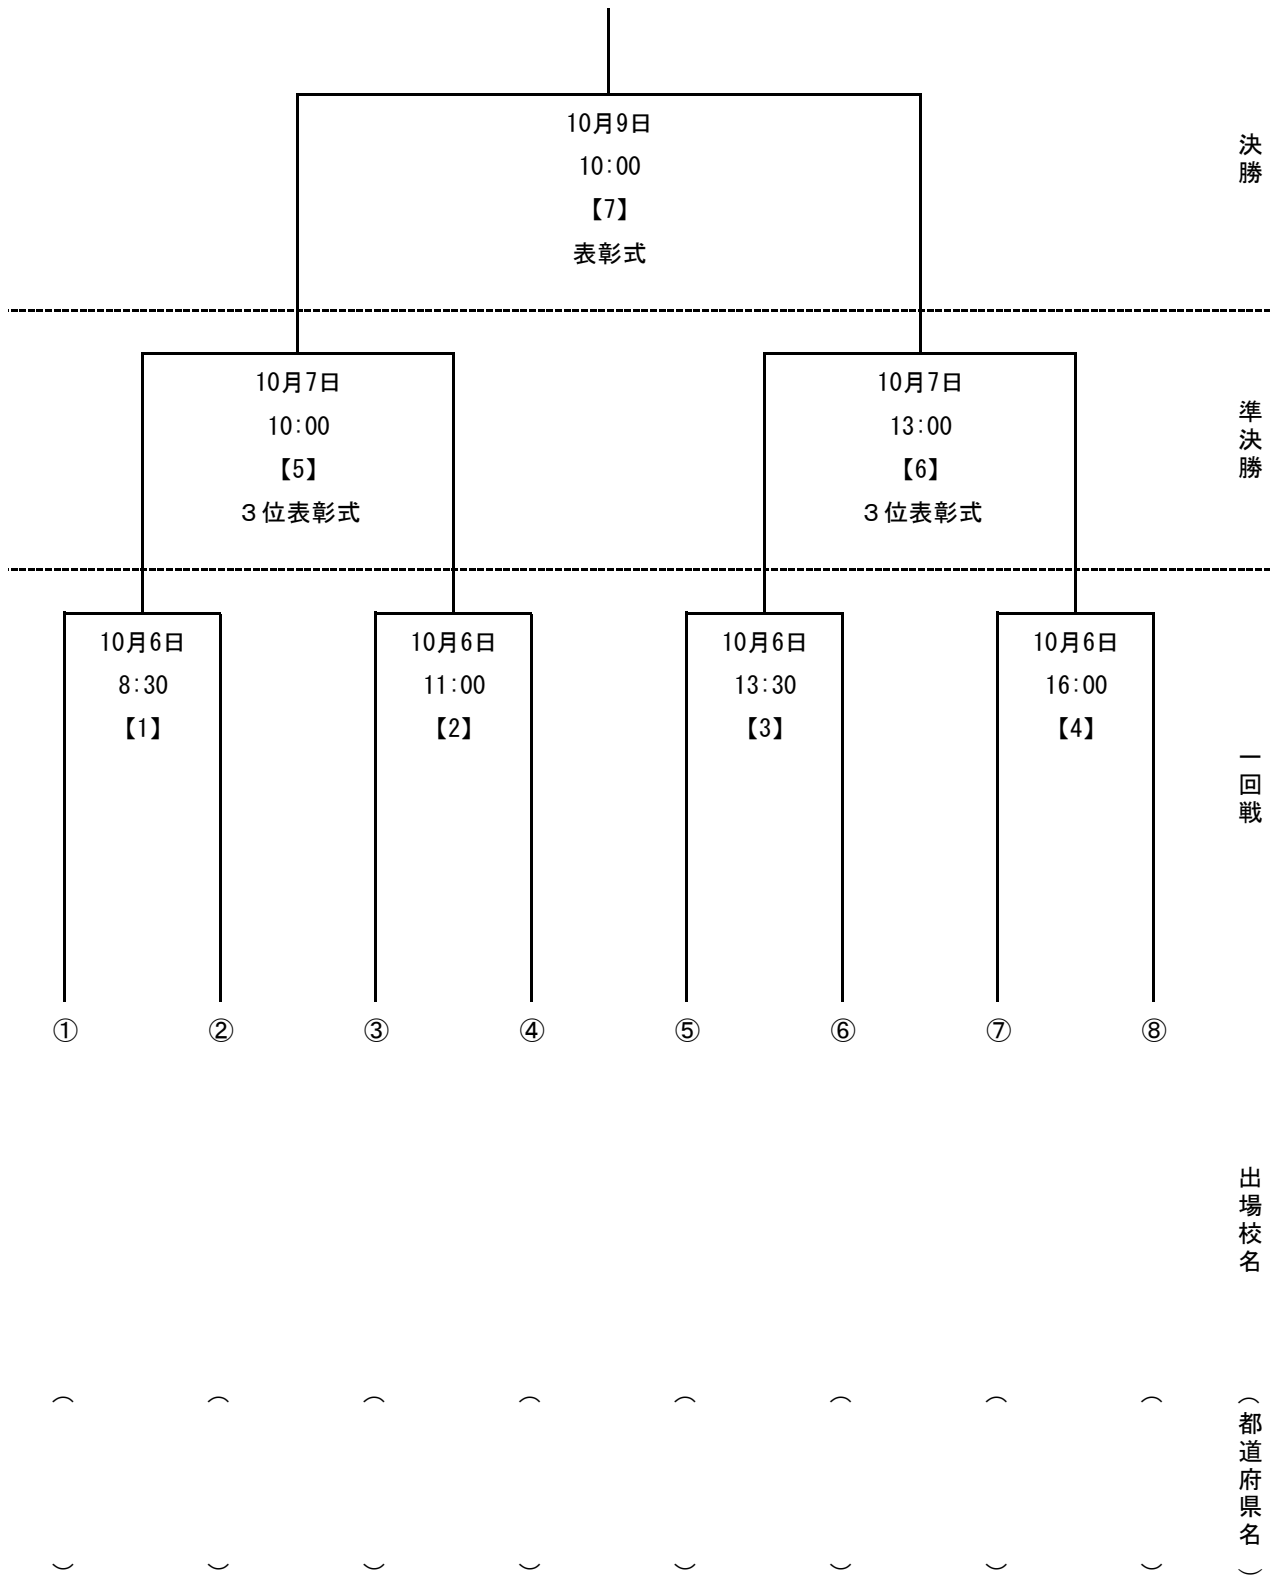 10月9日
10:00
【7】
表彰式
決勝
10月7日
10:00
【5】
３位表彰式
10月7日
13:00
【6】
３位表彰式
準決勝
10月6日
8:30
【1】
10月6日
11:00
【2】
10月6日
13:30
【3】
10月6日
16:00
【4】
一回戦
①
②
③
④
⑤
⑥
⑦
⑧
出場校名
（　）
（　）
（　）
（　）
（　）
（　）
（　）
（　）
（都道府県名）